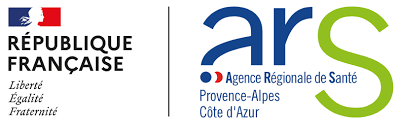 RÉPUBLIQUE
FRANÇAISE
Liberté
Égalité
Fraternité
ars
Agence Régionale de Santé
Provence-Alpes
Côte d'Azur